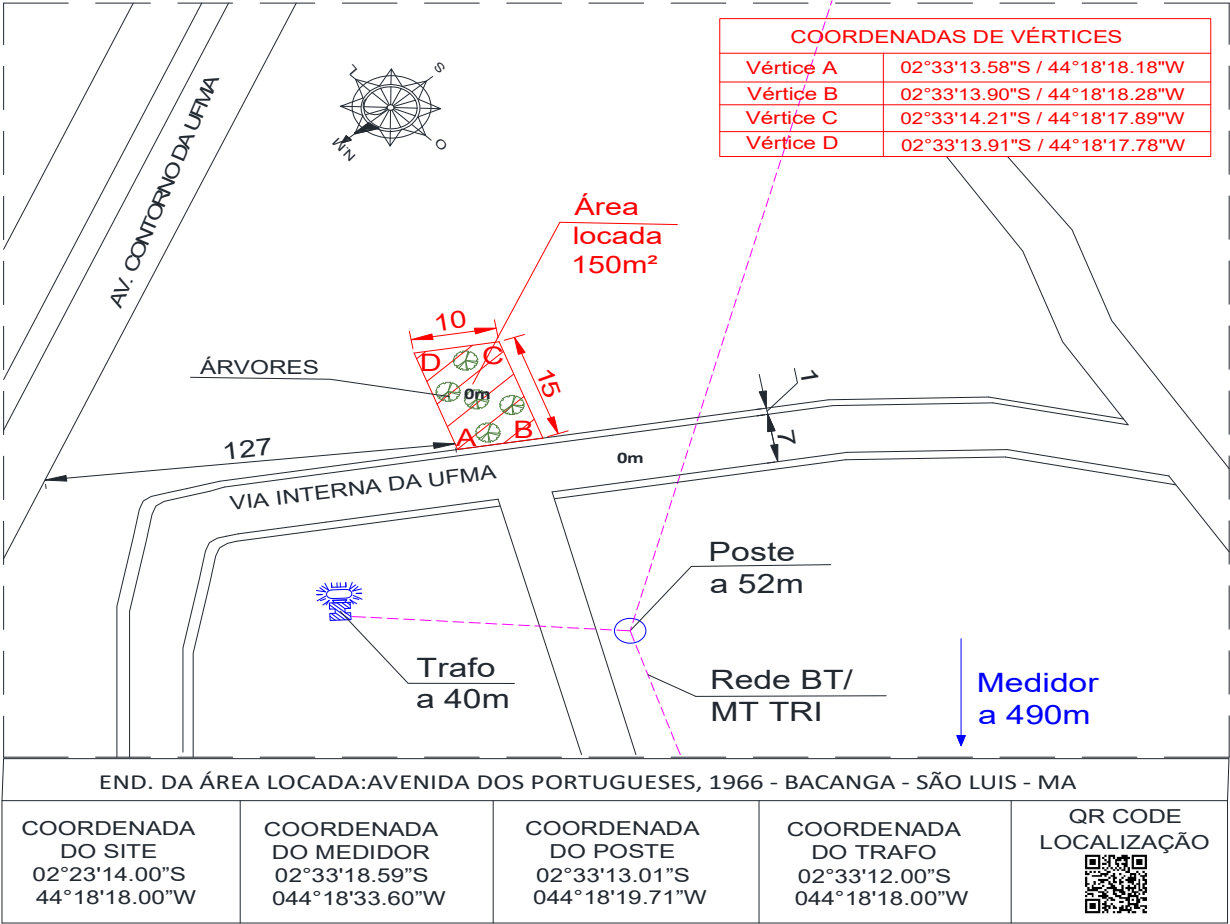 COORDENADAS DE VÉRTICES
Vértice A 02°33'13.58"S / 44°18'18.18"W
Vértice B 02°33'13.90"S / 44°18'18.28"W
Vértice C 02°33'14.21"S / 44°18'17.89"W
Vértice D 02°33'13.91"S / 44°18'17.78"W
S
L
O
NM
AV. CONTORNO DA UFMA
Área
locada
150m²
10
15
D
C
A
B
0m
ÁRVORES
127
1
7
0m
VIA INTERNA DA UFMA
Poste
a 52m
Trafo
a 40m
Rede BT/
MT TRI
Medidor
a 490m
END. DA ÁREA LOCADA:AVENIDA DOS PORTUGUESES, 1966 - BACANGA - SÃO LUIS - MA
COORDENADA
DO SITE
02°23'14.00”S
44°18'18.00”W
COORDENADA
DO MEDIDOR
02°33'18.59”S
044°18'33.60”W
COORDENADA
DO POSTE
02°33'13.01”S
044°18'19.71”W
COORDENADA
DO TRAFO
02°33'12.00”S
044°18'18.00”W
QR CODE
LOCALIZAÇÃO